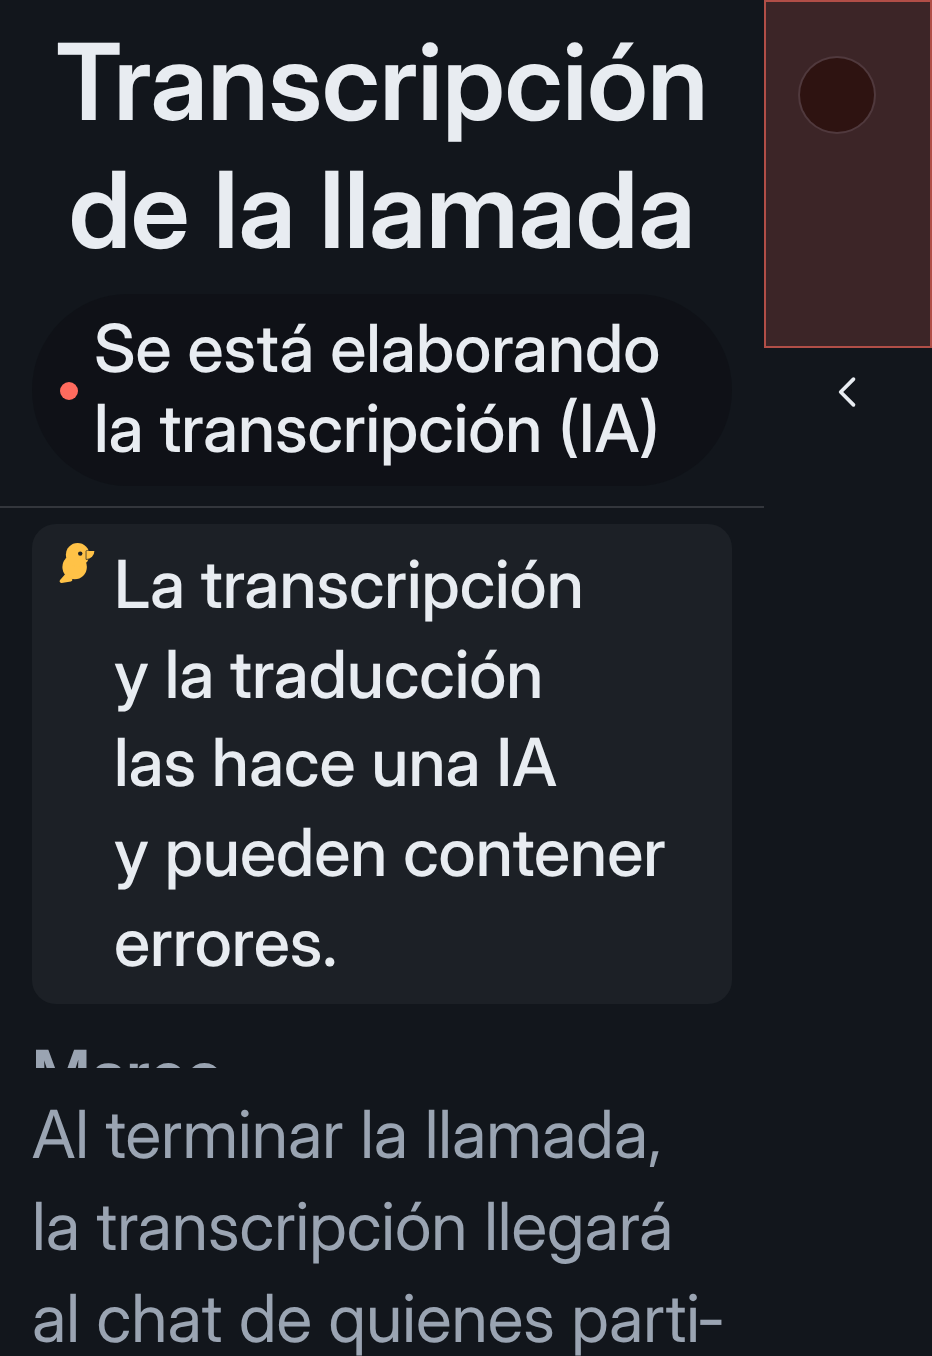 Transcripción
de la llamada
Se está elaborando
la transcripción (IA)
La transcripción
y la traducción
las hace una IA
y pueden contener
errores.
Al terminar la llamada,
la transcripción llegará
al chat de quienes parti-